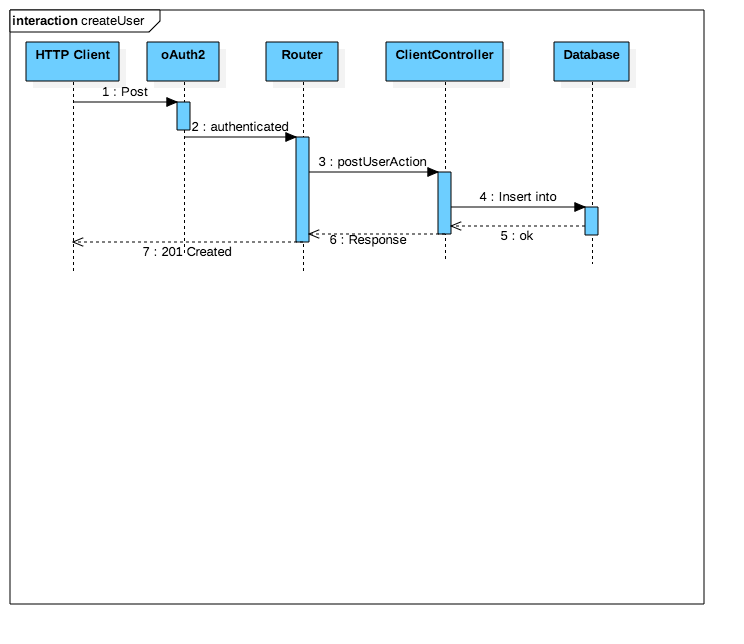 interaction createUser
HTTP Client
oAuth2
Router
ClientController
Database
1 : Post
2 : authenticated
3 : postUserAction
4 : Insert into
5 : ok
6 : Response
7 : 201 Created